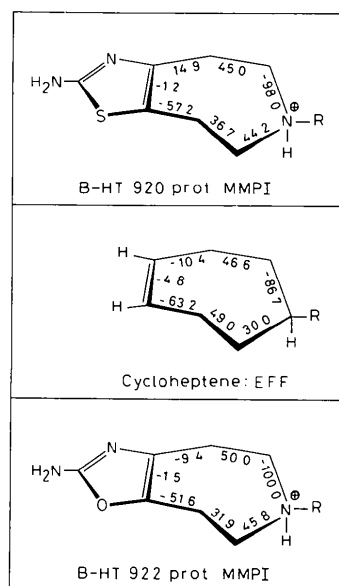 N
14 9
45 0
-98 0
H₂N
-1 2
⊕
S
-57 2
36 7
44 2
N–R
H
B-HT 920 prot MMPI
H
-10 4
46 6
-4 8
-86 7
H
-63 2
49 0
30 0
R
H
Cycloheptene: EFF
N
-9 4
50 0
-100 0
H₂N
-1 5
⊕
O
-51 6
31 9
45 8
N–R
H
B-HT 922 prot MMPI